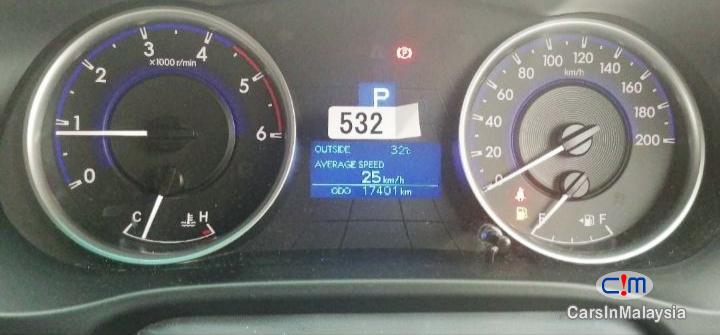 0
1
2
3
4
5
6
×1000r/min
C
H
P
532
OUTSIDE 32℃
AVERAGE SPEED
25 km/h
ODO 17401 km
0
20
40
60
80
100
120
140
160
180
200
km/h
E
F
C!M
CarsInMalaysia